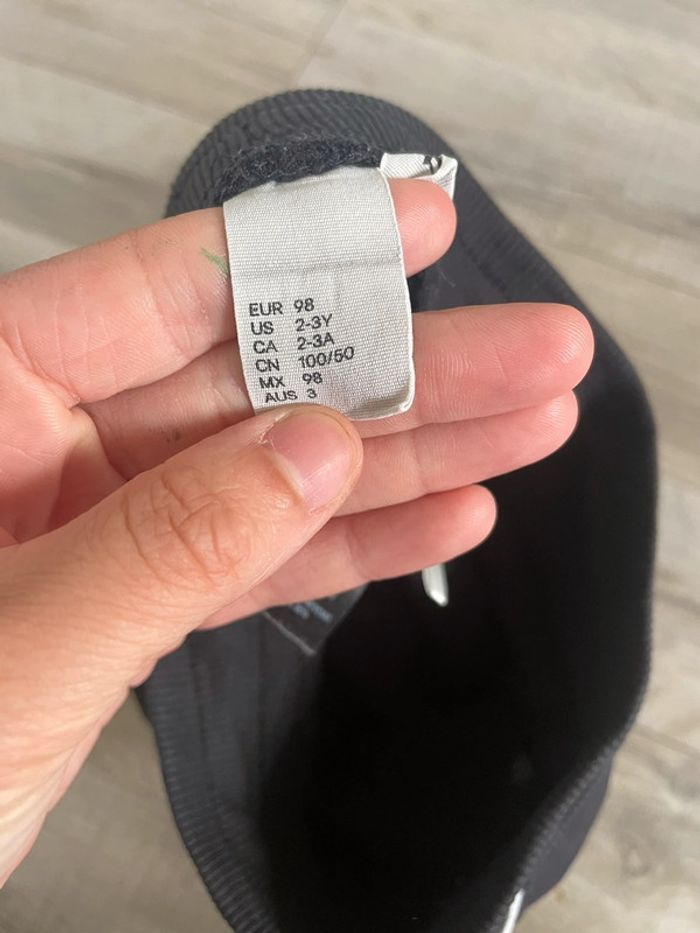 EUR 98
US 2-3Y
CA 2-3A
CN 100/50
MX 98
AUS 3